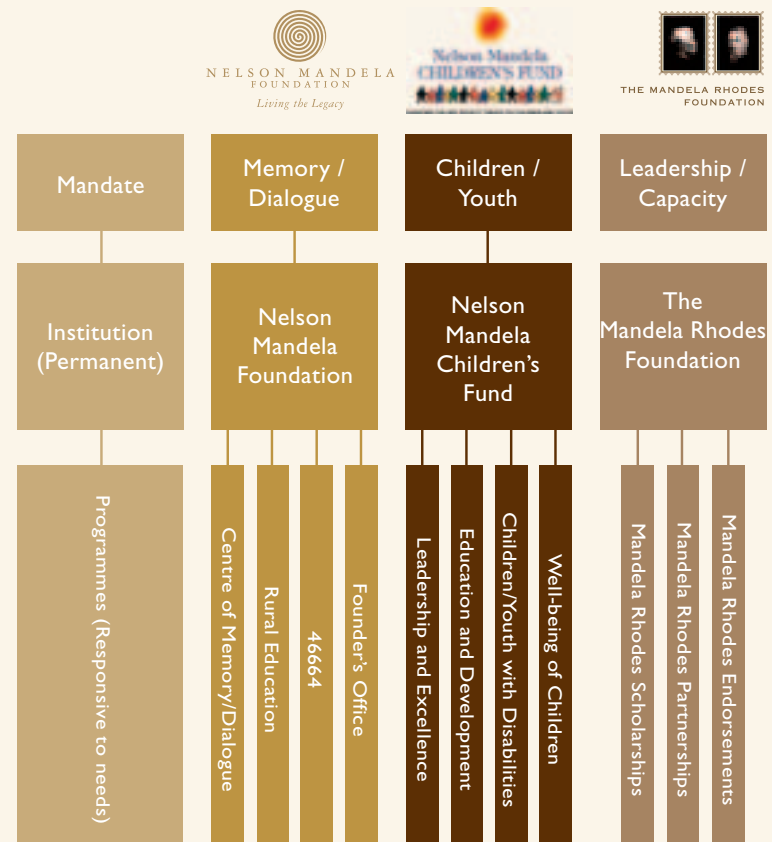 NELSON MANDELA
FOUNDATION
Living the Legacy
Nelson Mandela
CHILDREN'S FUND
THE MANDELA RHODES
FOUNDATION
Mandate
Memory /
Dialogue
Children /
Youth
Leadership /
Capacity
Institution
(Permanent)
Nelson
Mandela
Foundation
Nelson
Mandela
Children's
Fund
The
Mandela Rhodes
Foundation
Programmes (Responsive to needs)
Centre of Memory/Dialogue
Rural Education
46664
Founder's Office
Leadership and Excellence
Education and Development
Children/Youth with Disabilities
Well-being of Children
Mandela Rhodes Scholarships
Mandela Rhodes Partnerships
Mandela Rhodes Endorsements